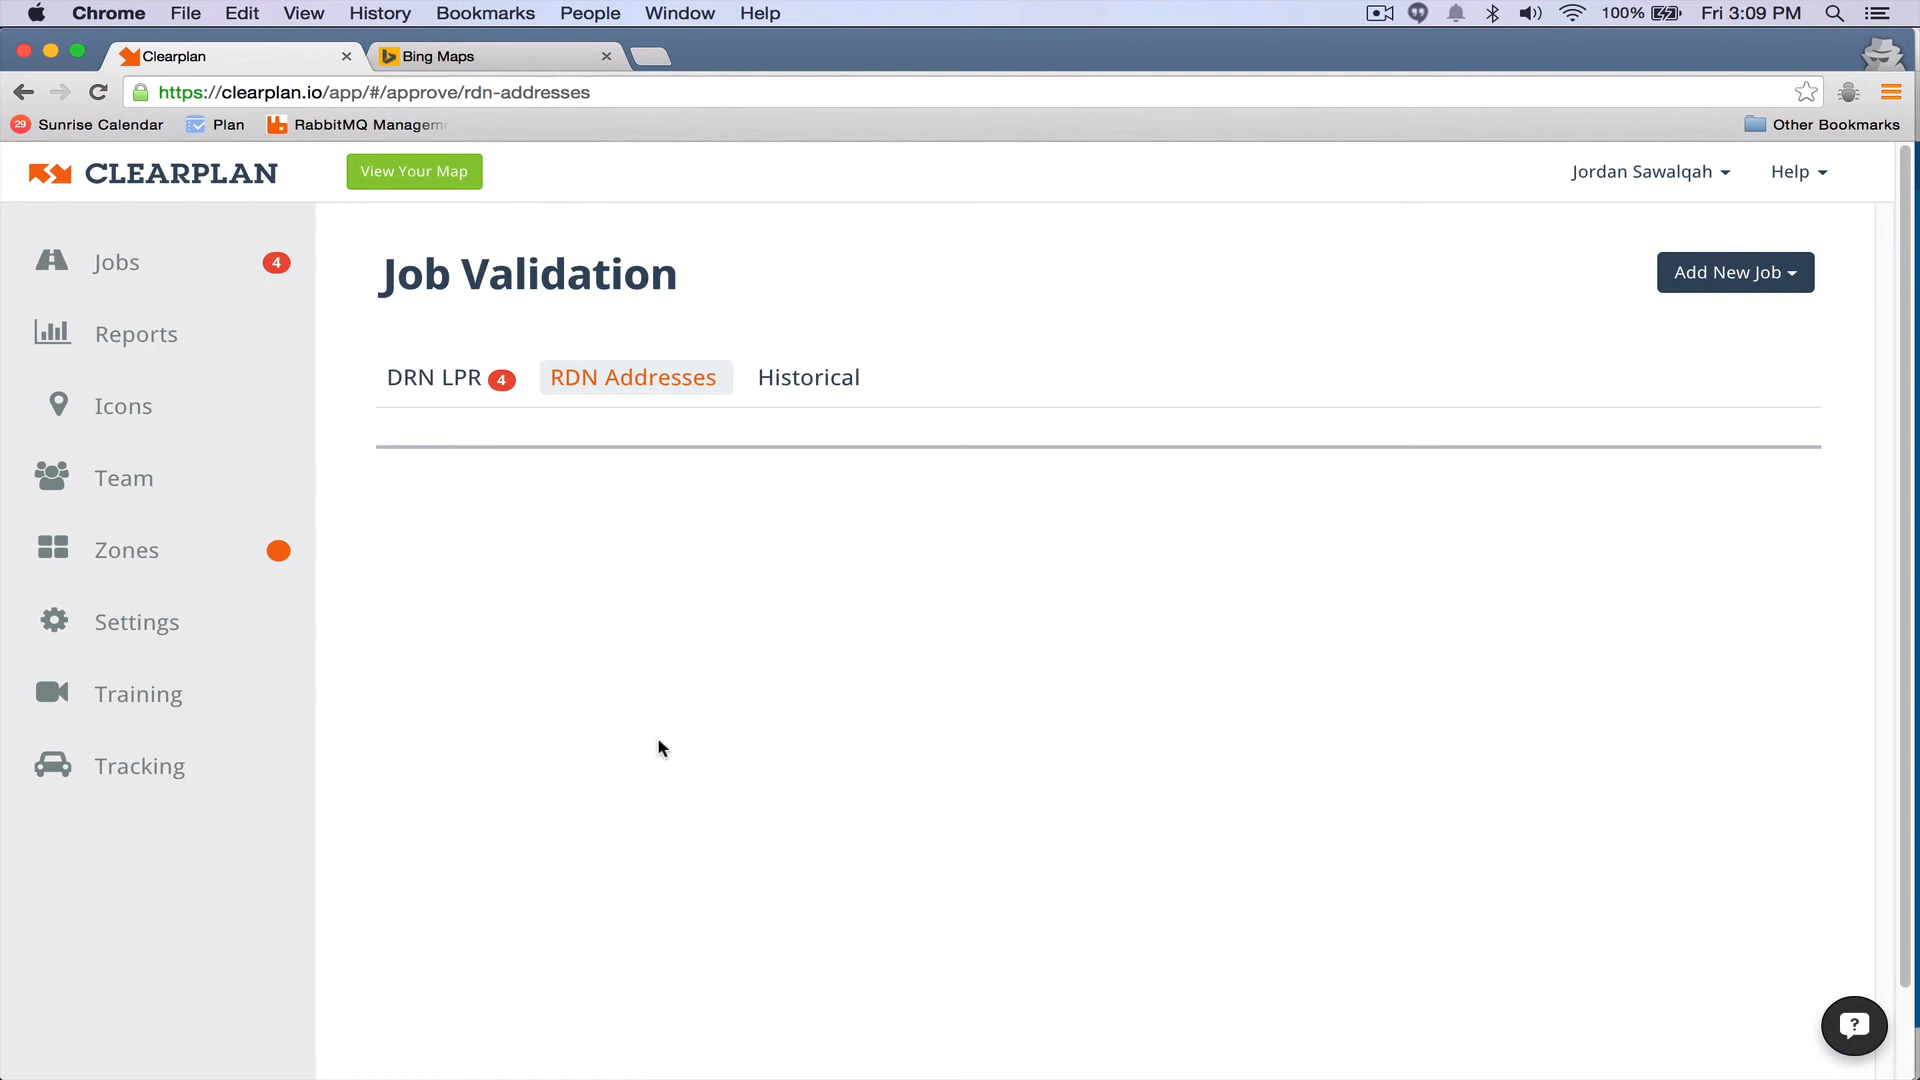 Chrome File Edit View History Bookmarks People Window Help 100% Fri 3:09 PM
Clearplan Bing Maps
https://clearplan.io/app/#/approve/rdn-addresses
29 Sunrise Calendar Plan RabbitMQ Managem Other Bookmarks
CLEARPLAN View Your Map Jordan Sawalqah Help
Jobs 4
Reports
Icons
Team
Zones
Settings
Training
Tracking
Job Validation Add New Job
DRN LPR 4 RDN Addresses Historical